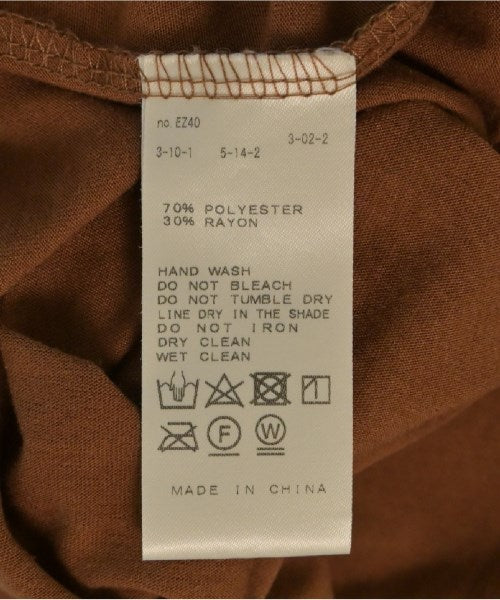 no. EZ40
3-10-1 5-14-2 3-02-2
70% POLYESTER
30% RAYON
HAND WASH
DO NOT BLEACH
DO NOT TUMBLE DRY
LINE DRY IN THE SHADE
DO NOT IRON
DRY CLEAN
WET CLEAN
F W
MADE IN CHINA